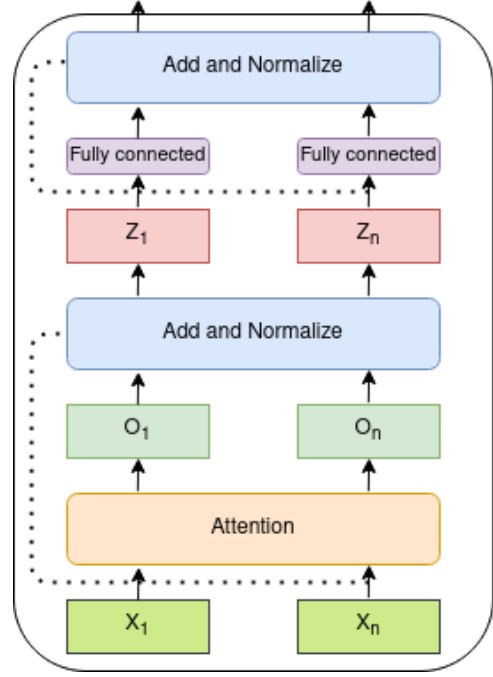 Add and Normalize
Fully connected Fully connected
Z1 Zn
Add and Normalize
O1 On
Attention
X1 Xn